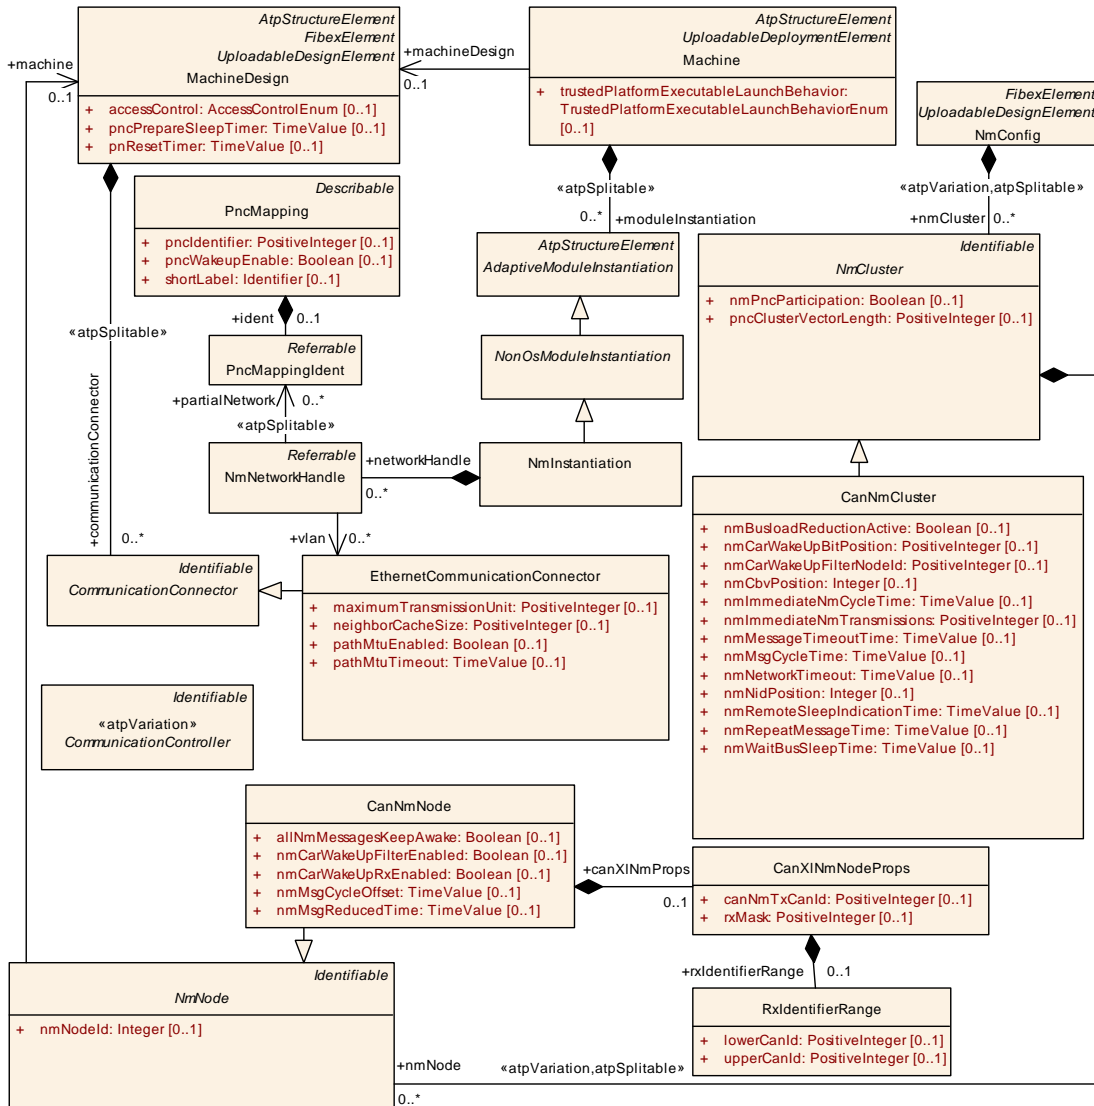 AtpStructureElement
FibexElement
UploadableDesignElement
MachineDesign
+ accessControl: AccessControlEnum [0..1]
+ pncPrepareSleepTimer: TimeValue [0..1]
+ pnResetTimer: TimeValue [0..1]
+machine
0..1
+machineDesign
0..1
AtpStructureElement
UploadableDeploymentElement
Machine
+ trustedPlatformExecutableLaunchBehavior:
TrustedPlatformExecutableLaunchBehaviorEnum
[0..1]
FibexElement
UploadableDesignElement
NmConfig
«atpSplitable»
0..*
+moduleInstantiation
«atpVariation,atpSplitable»
+nmCluster
0..*
Describable
PncMapping
+ pncIdentifier: PositiveInteger [0..1]
+ pncWakeupEnable: Boolean [0..1]
+ shortLabel: Identifier [0..1]
AtpStructureElement
AdaptiveModuleInstantiation
Identifiable
NmCluster
+ nmPncParticipation: Boolean [0..1]
+ pncClusterVectorLength: PositiveInteger [0..1]
+ident
0..1
«atpSplitable»
Referrable
PncMappingIdent
NonOsModuleInstantiation
+partialNetwork
0..*
«atpSplitable»
Referrable
NmNetworkHandle
+networkHandle
0..*
NmInstantiation
+communicationConnector
0..*
+vlan
0..*
CanNmCluster
+ nmBusloadReductionActive: Boolean [0..1]
+ nmCarWakeUpBitPosition: PositiveInteger [0..1]
+ nmCarWakeUpFilterNodeId: PositiveInteger [0..1]
+ nmCbvPosition: Integer [0..1]
+ nmImmediateNmCycleTime: TimeValue [0..1]
+ nmImmediateNmTransmissions: PositiveInteger [0..1]
+ nmMessageTimeoutTime: TimeValue [0..1]
+ nmMsgCycleTime: TimeValue [0..1]
+ nmNetworkTimeout: TimeValue [0..1]
+ nmNidPosition: Integer [0..1]
+ nmRemoteSleepIndicationTime: TimeValue [0..1]
+ nmRepeatMessageTime: TimeValue [0..1]
+ nmWaitBusSleepTime: TimeValue [0..1]
Identifiable
CommunicationConnector
EthernetCommunicationConnector
+ maximumTransmissionUnit: PositiveInteger [0..1]
+ neighborCacheSize: PositiveInteger [0..1]
+ pathMtuEnabled: Boolean [0..1]
+ pathMtuTimeout: TimeValue [0..1]
Identifiable
«atpVariation»
CommunicationController
CanNmNode
+ allNmMessagesKeepAwake: Boolean [0..1]
+ nmCarWakeUpFilterEnabled: Boolean [0..1]
+ nmCarWakeUpRxEnabled: Boolean [0..1]
+ nmMsgCycleOffset: TimeValue [0..1]
+ nmMsgReducedTime: TimeValue [0..1]
+canXlNmProps
0..1
CanXlNmNodeProps
+ canNmTxCanId: PositiveInteger [0..1]
+ rxMask: PositiveInteger [0..1]
+rxIdentifierRange
0..1
Identifiable
NmNode
+ nmNodeId: Integer [0..1]
RxIdentifierRange
+ lowerCanId: PositiveInteger [0..1]
+ upperCanId: PositiveInteger [0..1]
+nmNode
0..*
«atpVariation,atpSplitable»